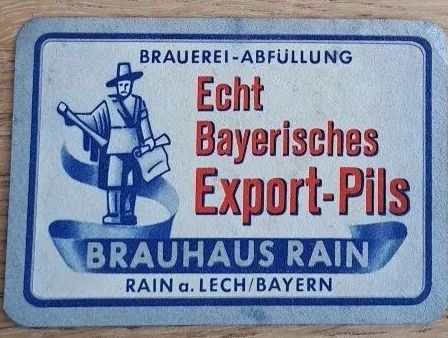 BRAUEREI-ABFÜLLUNG
Echt
Bayerisches
Export-Pils
BRAUHAUS RAIN
RAIN a. LECH/BAYERN